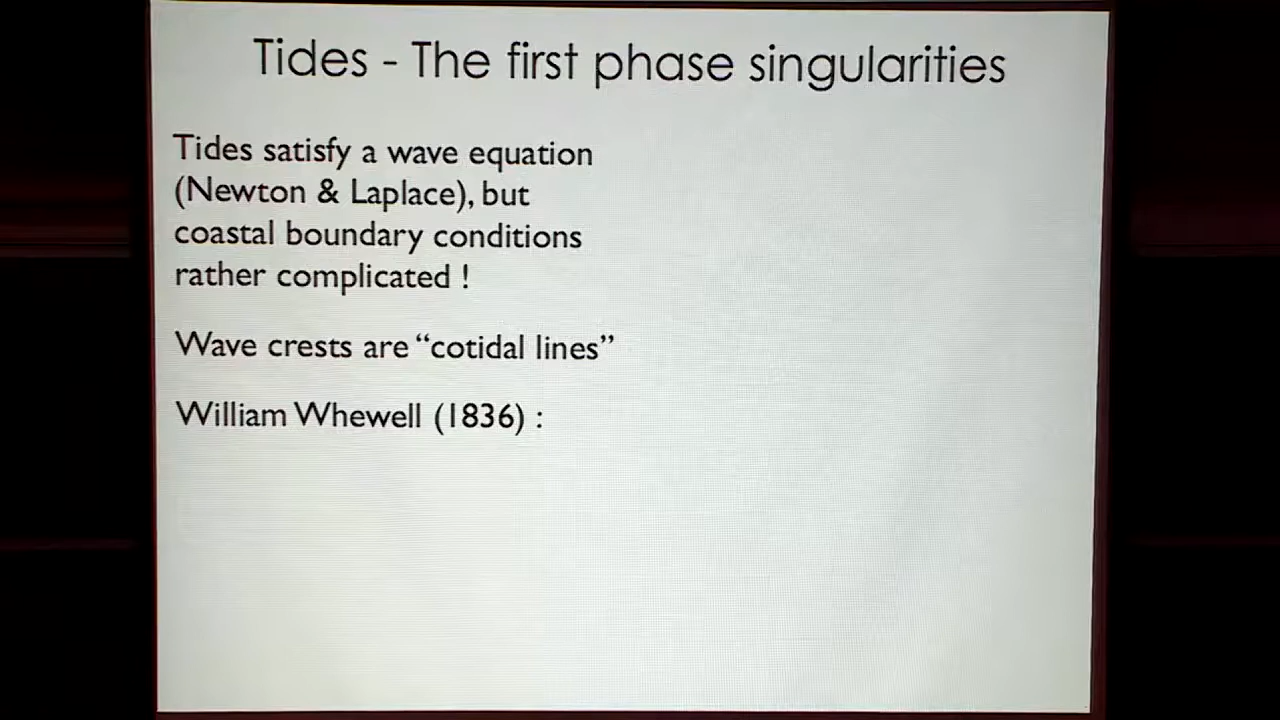 Tides - The first phase singularities
Tides satisfy a wave equation
(Newton & Laplace), but
coastal boundary conditions
rather complicated !
Wave crests are “cotidal lines”
William Whewell (1836) :